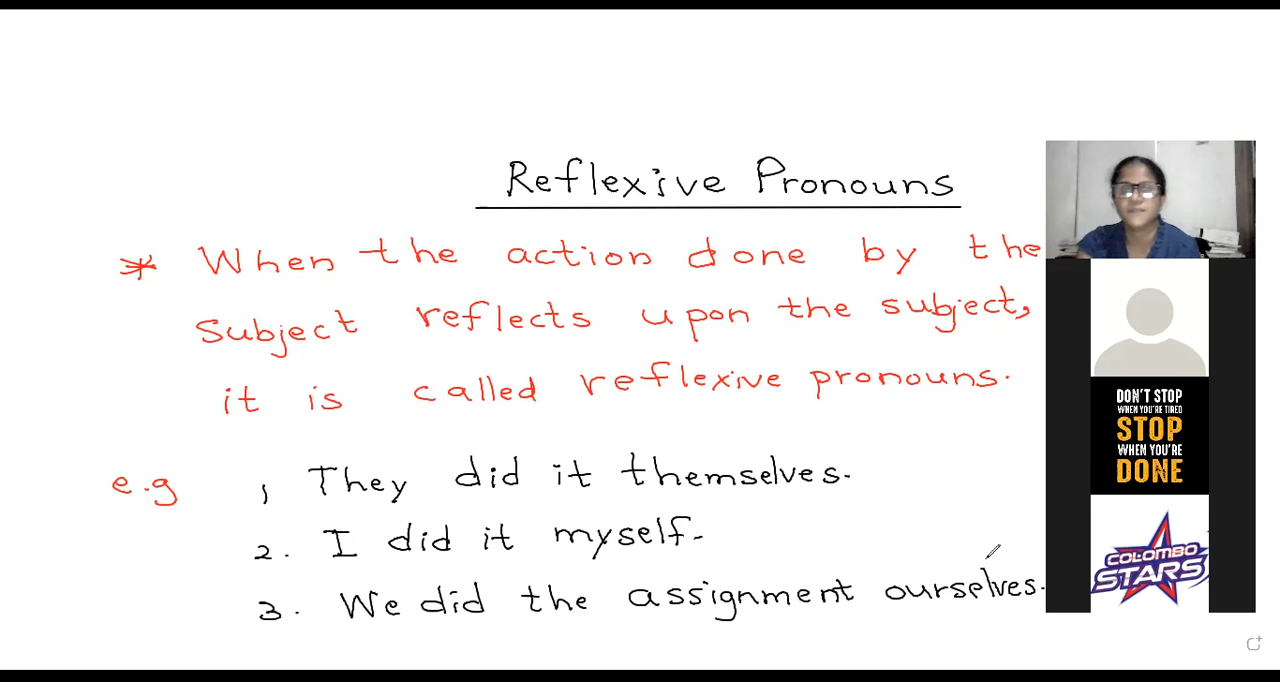 Reflexive Pronouns
* When the action done by the
Subject reflects upon the subject,
it is called reflexive pronouns.
e.g 1, They did it themselves.
2. I did it myself.
3. We did the assignment ourselves.
DON'T STOP
WHEN YOU'RE TIRED
STOP
WHEN YOU'RE
DONE
COLOMBO
STARS